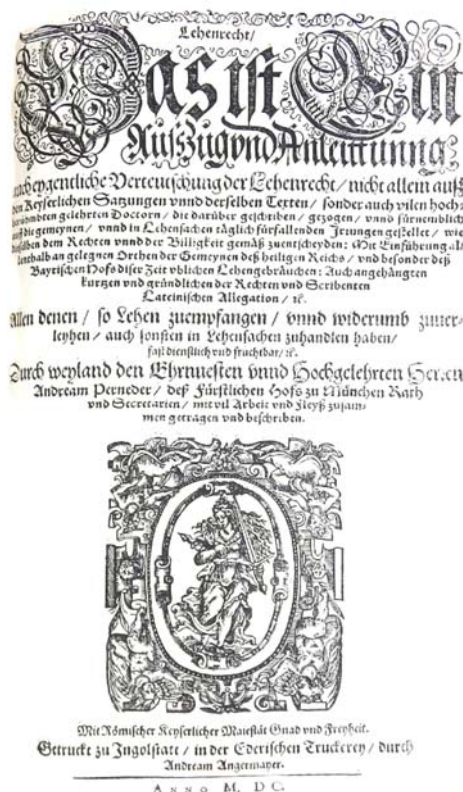 Lehenrecht/
Das ist Ein
Außzug vnd Anleittunng
eygentliche Verteutschung der Lehenrecht / nicht allein auß
den Keyserlichen Satzungen vnnd derselben Texten / sonder auch vilen hoch-
berümbten gelehrten Doctorn / die darüber geschriben / gezogen / vnnd fürnemblich
auff die gemeynen / vnnd in Lehensachen täglich fürfallenden Irrungen gestellet / wie
dieselben dem Rechten vnnd der Billigkeit gemäß zuentscheyden: Mit Einführung al-
lenthalb an gelegnen Orthen der Gemeynen deß heiligen Reichs / vnd besonder deß
Bayrischen Hofs diser Zeit vblichen Lehengebräuchen: Auch angehängten
kurtzen vnd gründlichen der Rechten vnd Scribenten
Lateinischen Allegation / ꝛc.
Allen denen / so Lehen zuempfangen / vnnd widerumb zuuer-
leyhen / auch sonsten in Lehensachen zuhandlen haben /
fast dienstlich vnd fruchtbar / ꝛc.
Durch weyland den Ehrnuesten vnnd Hochgelehrten Herren
Andream Perneder / deß Fürstlichen Hofs zu München Rath
vnd Secretarien / mit vil Arbeit vnd Fleyß zusam-
men getragen vnd beschriben.
Mit Römischer Keyserlicher Maiestät Gnad vnd Freyheit.
Getruckt zu Ingolstatt / in der Ederischen Truckerey / durch
Andream Angermayer.
ANNO M. DC.